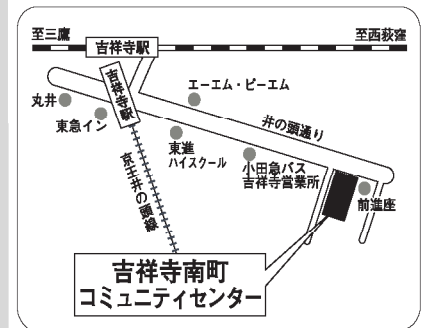 至三鷹
吉祥寺駅
至西荻窪
吉祥寺駅
丸井
東急イン
エーエム・ピーエム
井の頭通り
東進
ハイスクール
小田急バス
吉祥寺営業所
前進座
京王井の頭線
吉祥寺南町
コミュニティセンター